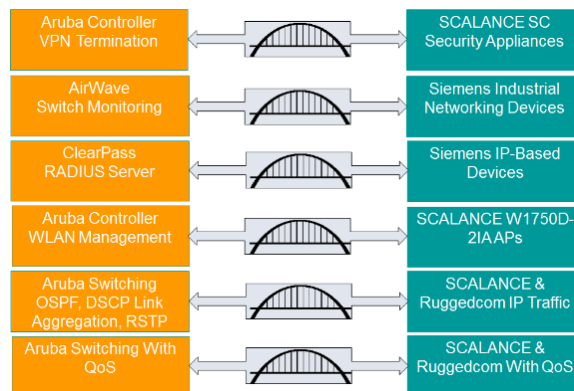 Aruba Controller
VPN Termination
SCALANCE SC
Security Appliances
AirWave
Switch Monitoring
Siemens Industrial
Networking Devices
ClearPass
RADIUS Server
Siemens IP-Based
Devices
Aruba Controller
WLAN Management
SCALANCE W1750D-
2IA APs
Aruba Switching
OSPF, DSCP Link
Aggregation, RSTP
SCALANCE &
Ruggedcom IP Traffic
Aruba Switching With
QoS
SCALANCE &
Ruggedcom With QoS